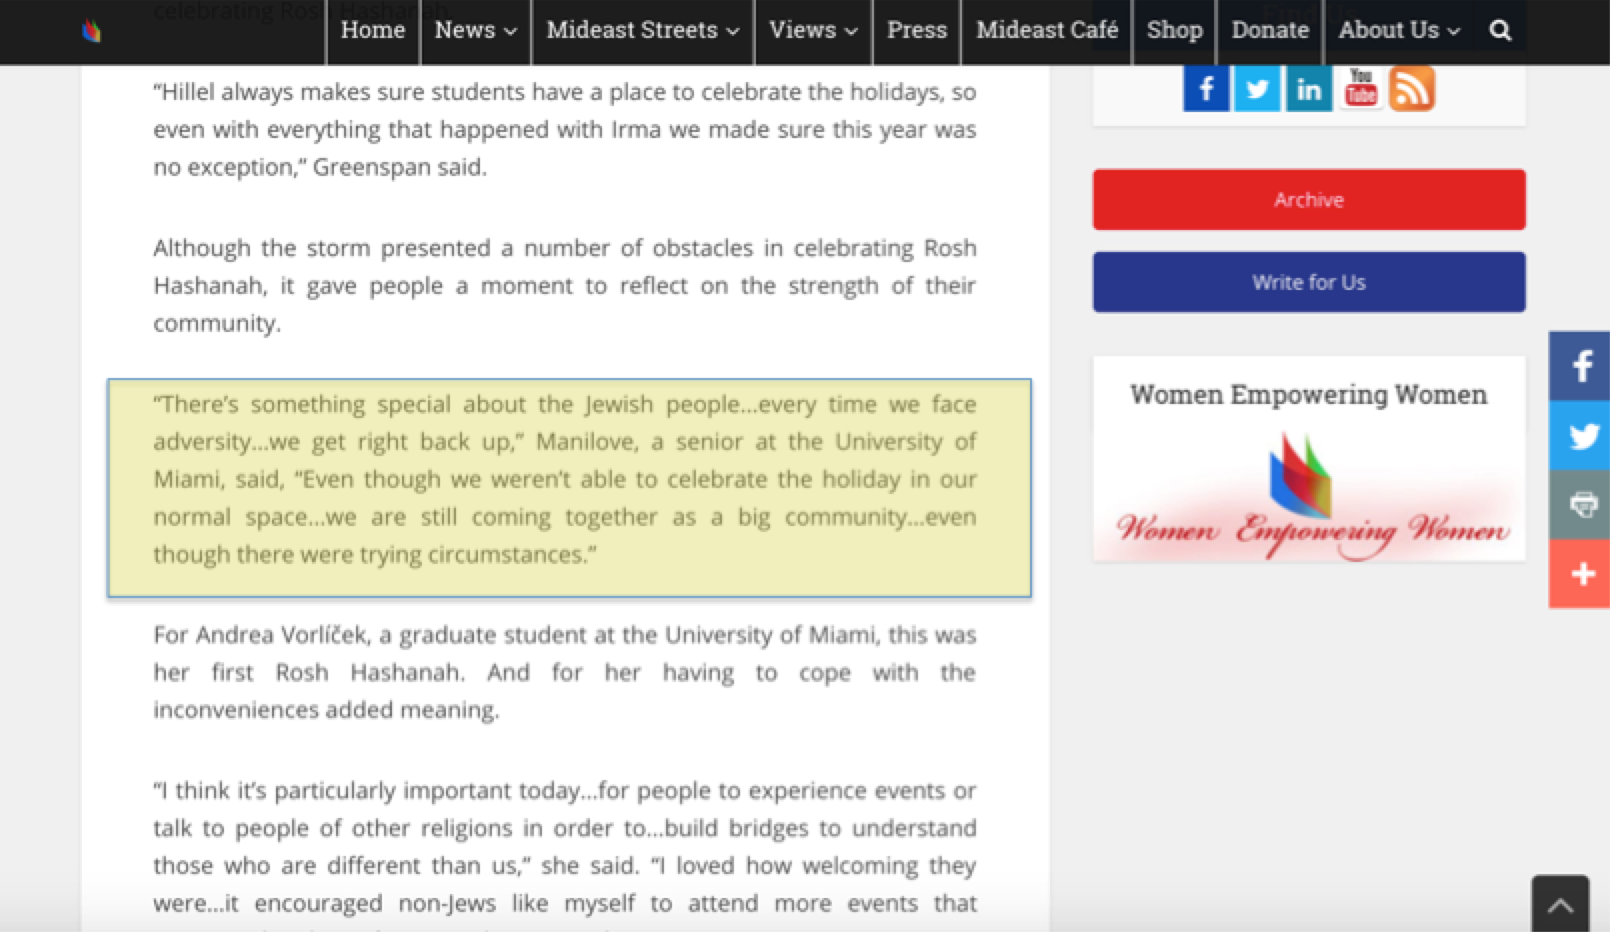 celebrating Rosh Hashanah.
Home
News
Mideast Streets
Views
Press
Mideast Café
Shop
Donate
About Us
“Hillel always makes sure students have a place to celebrate the holidays, so
even with everything that happened with Irma we made sure this year was
no exception,” Greenspan said.
Although the storm presented a number of obstacles in celebrating Rosh
Hashanah, it gave people a moment to reflect on the strength of their
community.
“There’s something special about the Jewish people...every time we face
adversity...we get right back up,” Manilove, a senior at the University of
Miami, said, “Even though we weren’t able to celebrate the holiday in our
normal space...we are still coming together as a big community...even
though there were trying circumstances.”
For Andrea Vorlíček, a graduate student at the University of Miami, this was
her first Rosh Hashanah. And for her having to cope with the
inconveniences added meaning.
“I think it’s particularly important today...for people to experience events or
talk to people of other religions in order to...build bridges to understand
those who are different than us,” she said. “I loved how welcoming they
were...it encouraged non-Jews like myself to attend more events that
f
in
You
Tube
Archive
Write for Us
Women Empowering Women
Women Empowering Women
f